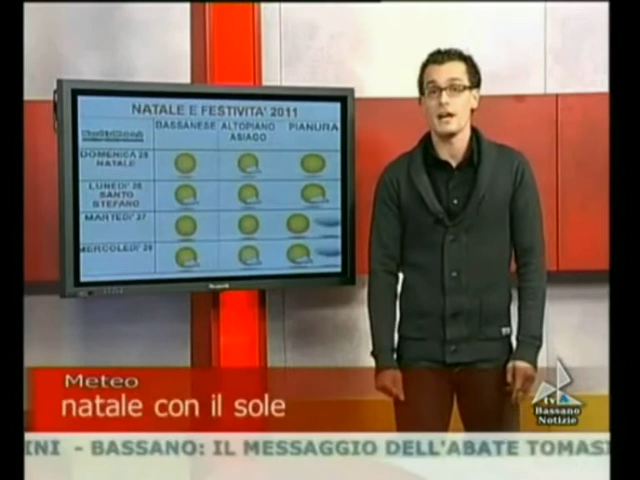 NATALE E FESTIVITA' 2011
BASSANESE ALTOPIANO ASIAGO PIANURA
DOMENICA 25 NATALE
LUNEDI' 26 SANTO STEFANO
MARTEDI' 27
MERCOLEDI' 28
Meteo
natale con il sole
tvA
BASSANO
NOTIZIE
INI - BASSANO: IL MESSAGGIO DELL'ABATE TOMASI